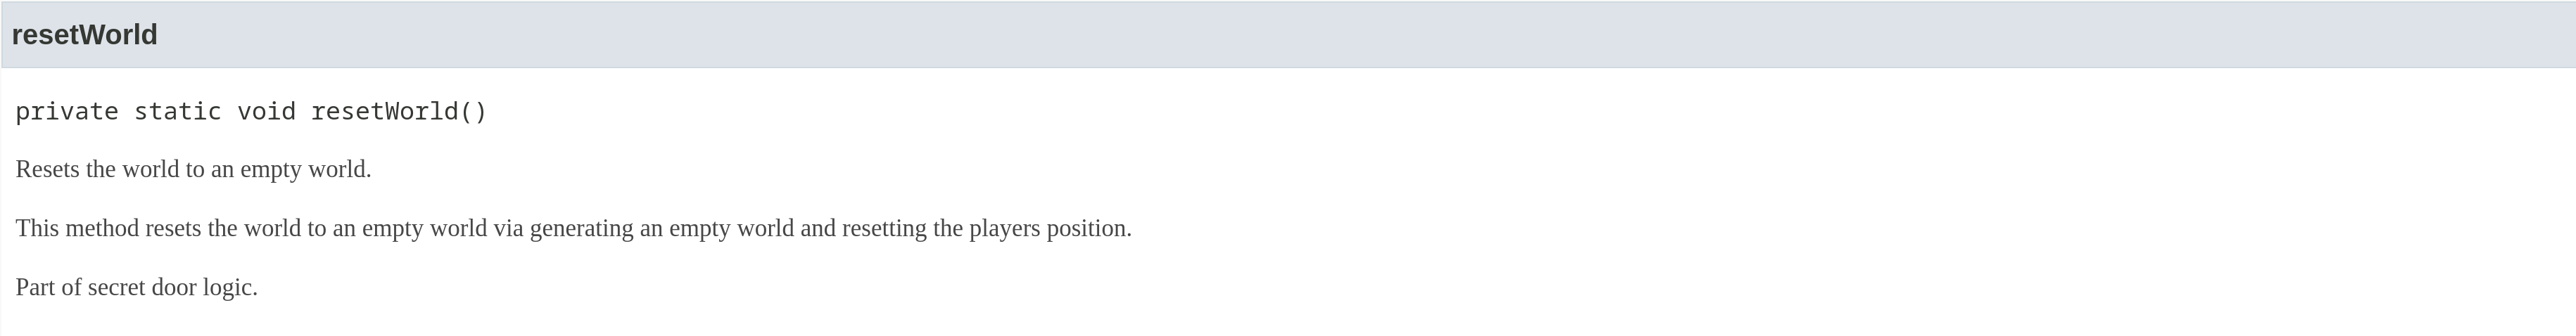 resetWorld
private static void resetWorld()
Resets the world to an empty world.
This method resets the world to an empty world via generating an empty world and resetting the players position.
Part of secret door logic.